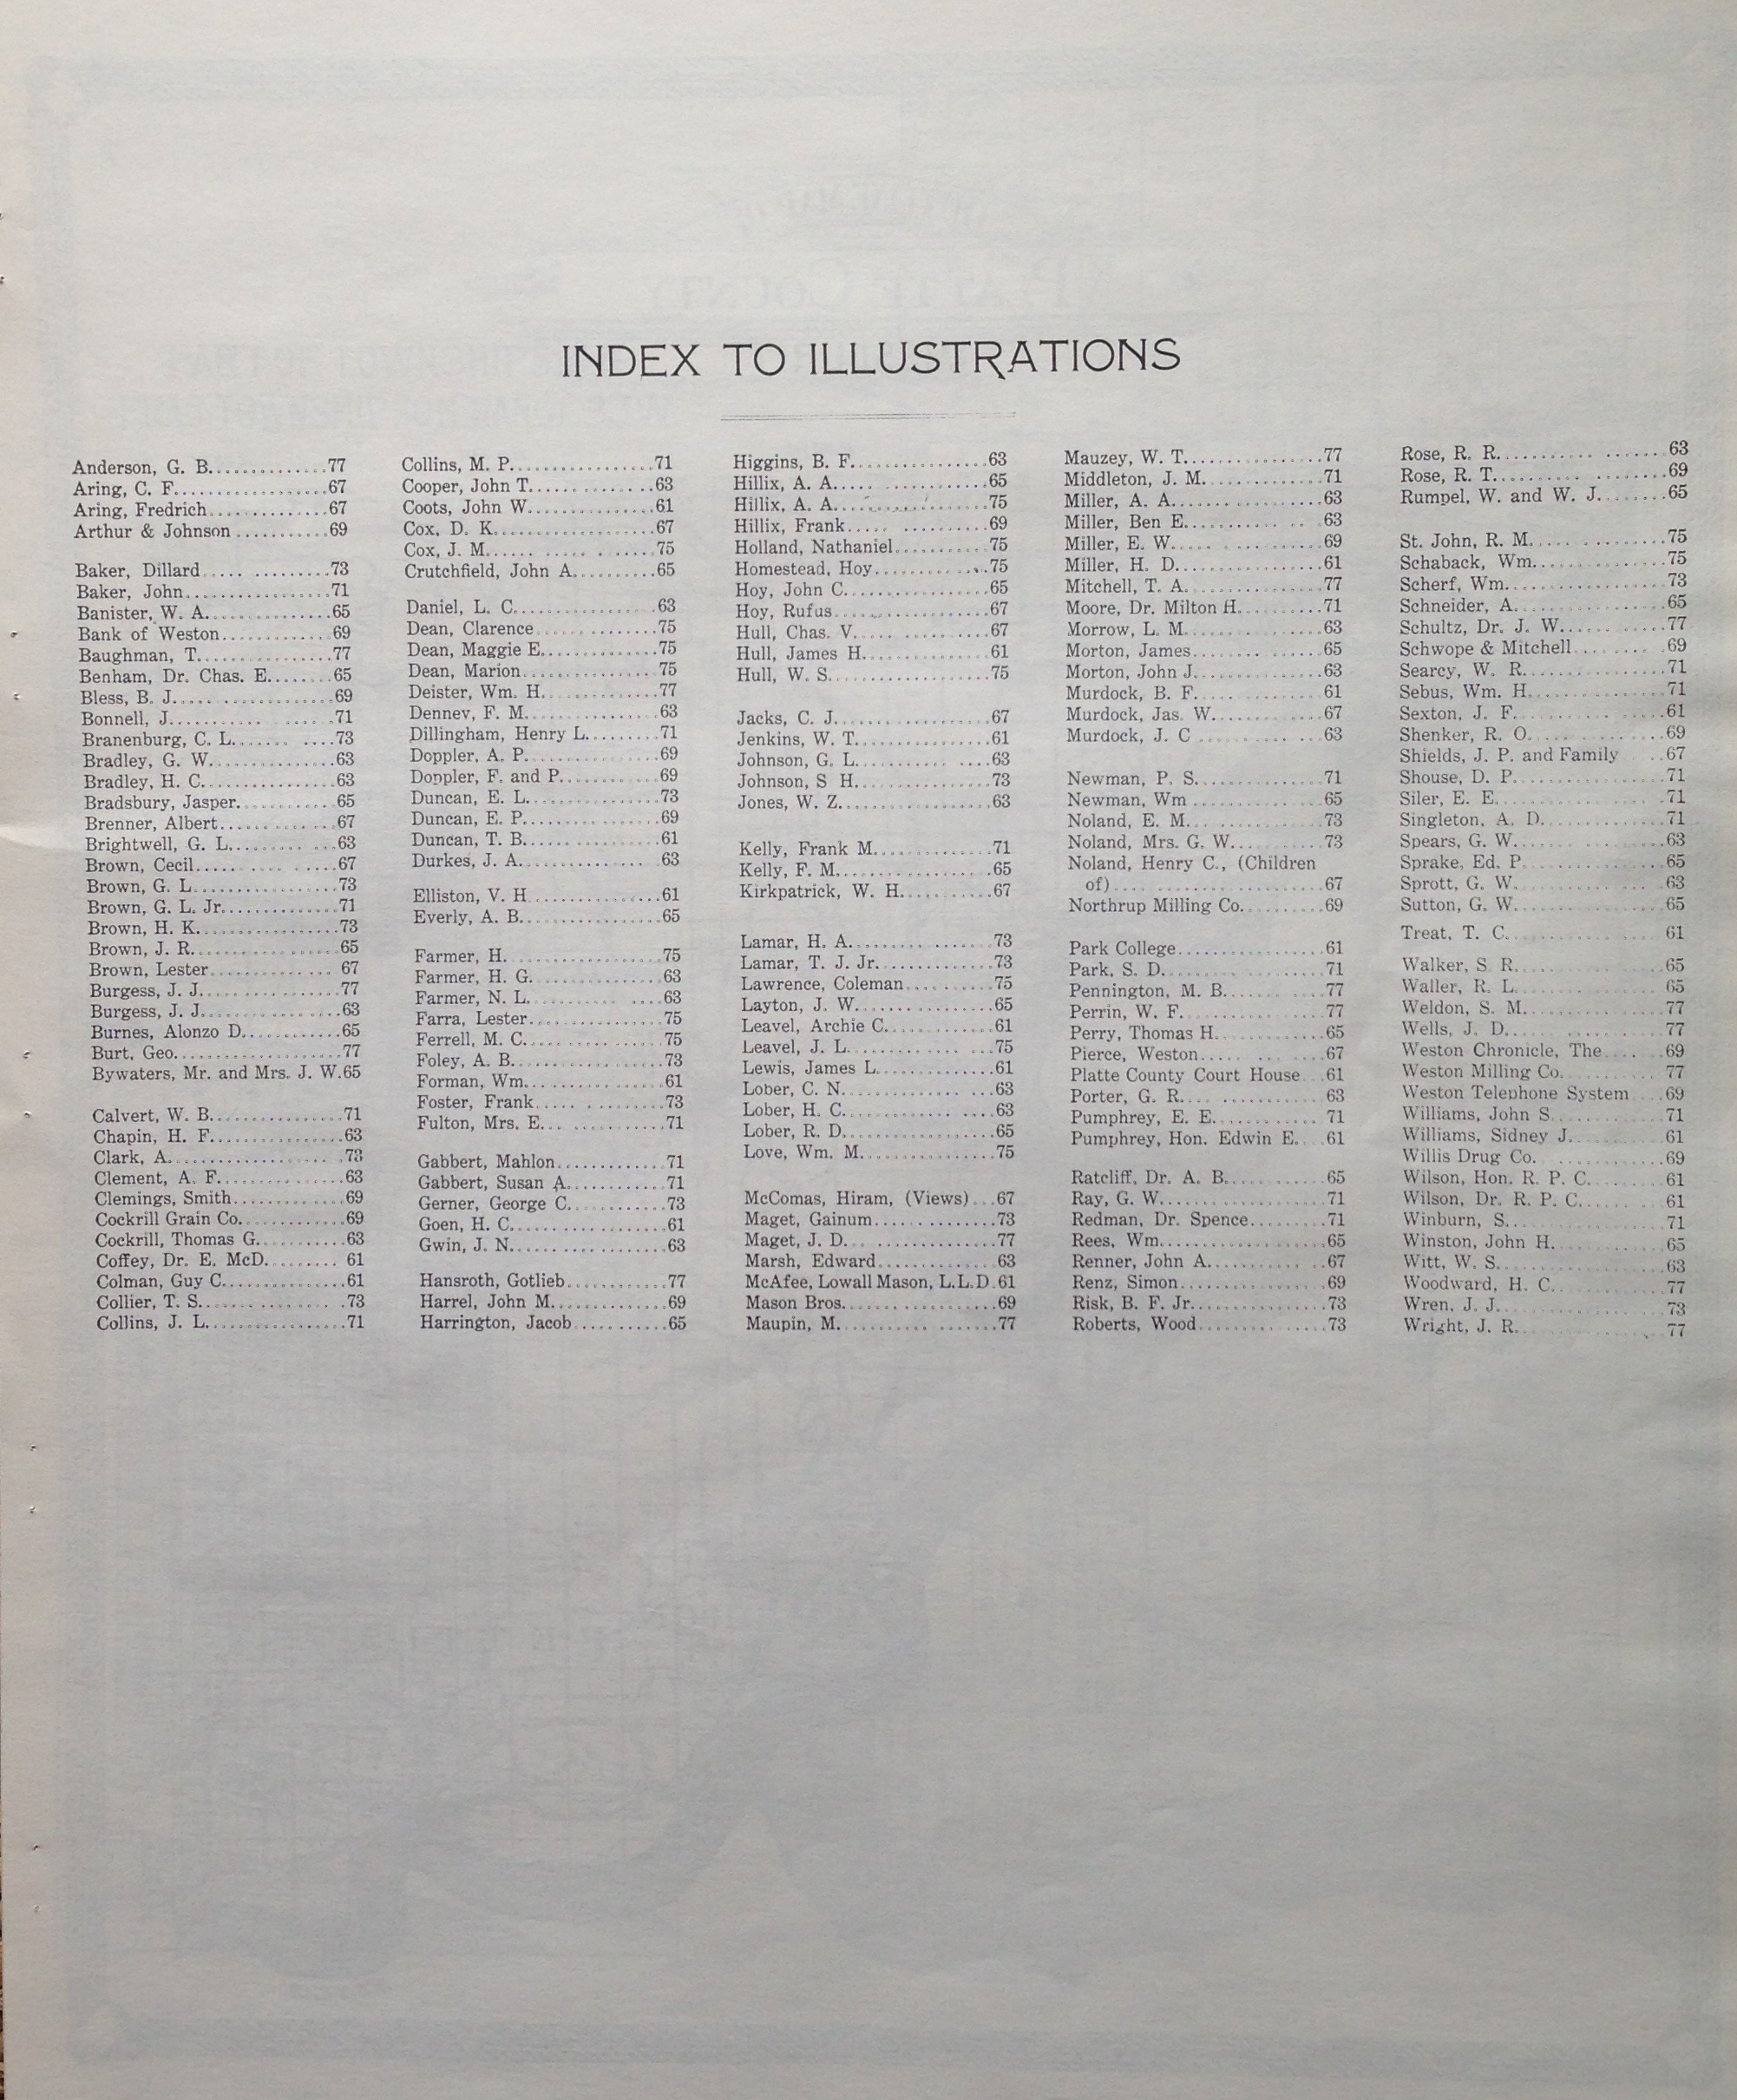 INDEX TO ILLUSTRATIONS
Anderson, G. B..............77
Aring, C. F..................67
Aring, Fredrich..............67
Arthur & Johnson...........69
Baker, Dillard..... .........73
Baker, John.................71
Banister, W. A..............65
Bank of Weston.............69
Baughman, T...............77
Benham, Dr. Chas. E.......65
Bless, B. J..... ..............69
Bonnell, J.......... ......71
Branenburg, C. L....... ....73
Bradley, G. W..............63
Bradley, H. C...............63
Bradsbury, Jasper...........65
Brenner, Albert.............67
Brightwell, G. L......... ...63
Brown, Cecil..... .... .....67
Brown, G. L................73
Brown, G. L. Jr.............71
Brown, H. K................73
Brown, J. R.................65
Brown, Lester.............. 67
Burgess, J. J................77
Burgess, J. J................63
Burnes, Alonzo D...........65
Burt, Geo...................77
Bywaters, Mr. and Mrs. J. W.65
Calvert, W. B...............71
Chapin, H. F...............63
Clark, A................ .73
Clement, A. F..............63
Clemings, Smith............69
Cockrill Grain Co............69
Cockrill, Thomas G..........63
Coffey, Dr. E. McD........ 61
Colman, Guy C.............61
Collier, T. S.............. .73
Collins, J. L................71
Collins, M. P................71
Cooper, John T..............63
Coots, John W..............61
Cox, D. K..................67
Cox, J. M...... ..... . .....75
Crutchfield, John A.........65
Daniel, L. C................63
Dean, Clarence.............75
Dean, Maggie E.............75
Dean, Marion...............75
Deister, Wm. H.............77
Dennev, F. M...............63
Dillingham, Henry L........71
Doppler, A. P...............69
Doppler, F. and P...........69
Duncan, E. L...............73
Duncan, E. P...............69
Duncan, T. B...............61
Durkes, J. A............... 63
Elliston, V. H..............61
Everly, A. B................65
Farmer, H..................75
Farmer, H. G...............63
Farmer, N. L.......... ....63
Farra, Lester...............75
Ferrell, M. C...............75
Foley, A. B.................73
Forman, Wm...............61
Foster, Frank..... .........73
Fulton, Mrs. E... ..........71
Gabbert, Mahlon............71
Gabbert, Susan A...........71
Gerner, George C...........73
Goen, H. C.................61
Gwin, J. N.................63
Hansroth, Gotlieb...........77
Harrel, John M.............69
Harrington, Jacob..........65
Higgins, B. F...............63
Hillix, A. A..... ............65
Hillix, A. A................75
Hillix, Frank..... ..........69
Holland, Nathaniel..........75
Homestead, Hoy............75
Hoy, John C................65
Hoy, Rufus.................67
Hull, Chas. V..... .........67
Hull, James H..............61
Hull, W. S.................75
Jacks, C. J.................67
Jenkins, W. T..............61
Johnson, G. L.......... ....63
Johnson, S H...............73
Jones, W. Z................63
Kelly, Frank M.............71
Kelly, F. M.................65
Kirkpatrick, W. H..........67
Lamar, H. A........ .......73
Lamar, T. J. Jr.............73
Lawrence, Coleman.........75
Layton, J. W...............65
Leavel, Archie C............61
Leavel, J. L............ ...75
Lewis, James L.............61
Lober, C. N............. ...63
Lober, H. C............ ....63
Lober, R. D................65
Love, Wm. M...............75
McComas, Hiram, (Views)...67
Maget, Gainum.............73
Maget, J. D................77
Marsh, Edward.............63
McAfee, Lowall Mason, L.L.D.61
Mason Bros.................69
Maupin, M.......... .......77
Mauzey, W. T...............77
Middleton, J. M............71
Miller, A. A................63
Miller, Ben E........... .. 63
Miller, E. W..... ..........69
Miller, H. D................61
Mitchell, T. A..............77
Moore, Dr. Milton H.........71
Morrow, L. M..............63
Morton, James..............65
Morton, John J.............63
Murdock, B. F..............61
Murdock, Jas. W............67
Murdock, J. C .............63
Newman, P. S..............71
Newman, Wm ..............65
Noland, E. M... ...........73
Noland, Mrs. G. W..........73
Noland, Henry C., (Children
of).... ....................67
Northrup Milling Co.........69
Park College................61
Park, S. D..................71
Pennington, M. B...........77
Perrin, W. F................77
Perry, Thomas H............65
Pierce, Weston..... ... ....67
Platte County Court House...61
Porter, G. R.... ...........63
Pumphrey, E. E............ 71
Pumphrey, Hon. Edwin E....61
Ratcliff, Dr. A. B...........65
Ray, G. W..................71
Redman, Dr. Spence.........71
Rees, Wm..................65
Renner, John A.............67
Renz, Simon................69
Risk, B. F. Jr...............73
Roberts, Wood..............73
Rose, R. R........... .......63
Rose, R. T......... ........69
Rumpel, W. and W. J........65
St. John, R. M..............75
Schaback, Wm..............75
Scherf, Wm.................73
Schneider, A................65
Schultz, Dr. J. W...........77
Schwope & Mitchell........ .69
Searcy, W. R...............71
Sebus, Wm. H..............71
Sexton, J. F................61
Shenker, R. O..............69
Shields, J. P. and Family ..67
Shouse, D. P...............71
Siler, E. E..................71
Singleton, A. D.............71
Spears, G. W...............63
Sprake, Ed. P..............65
Sprott, G. W...............63
Sutton, G. W...............65
Treat, T. C................61
Walker, S. R...............65
Waller, R. L................65
Weldon, S. M...............77
Wells, J. D.................77
Weston Chronicle, The.......69
Weston Milling Co...........77
Weston Telephone System....69
Williams, John S............71
Williams, Sidney J..........61
Willis Drug Co..............69
Wilson, Hon. R. P. C........61
Wilson, Dr. R. P. C.........61
Winburn, S.................71
Winston, John H............65
Witt, W. S.................63
Woodward, H. C............77
Wren, J. J..................73
Wright, J. R................77